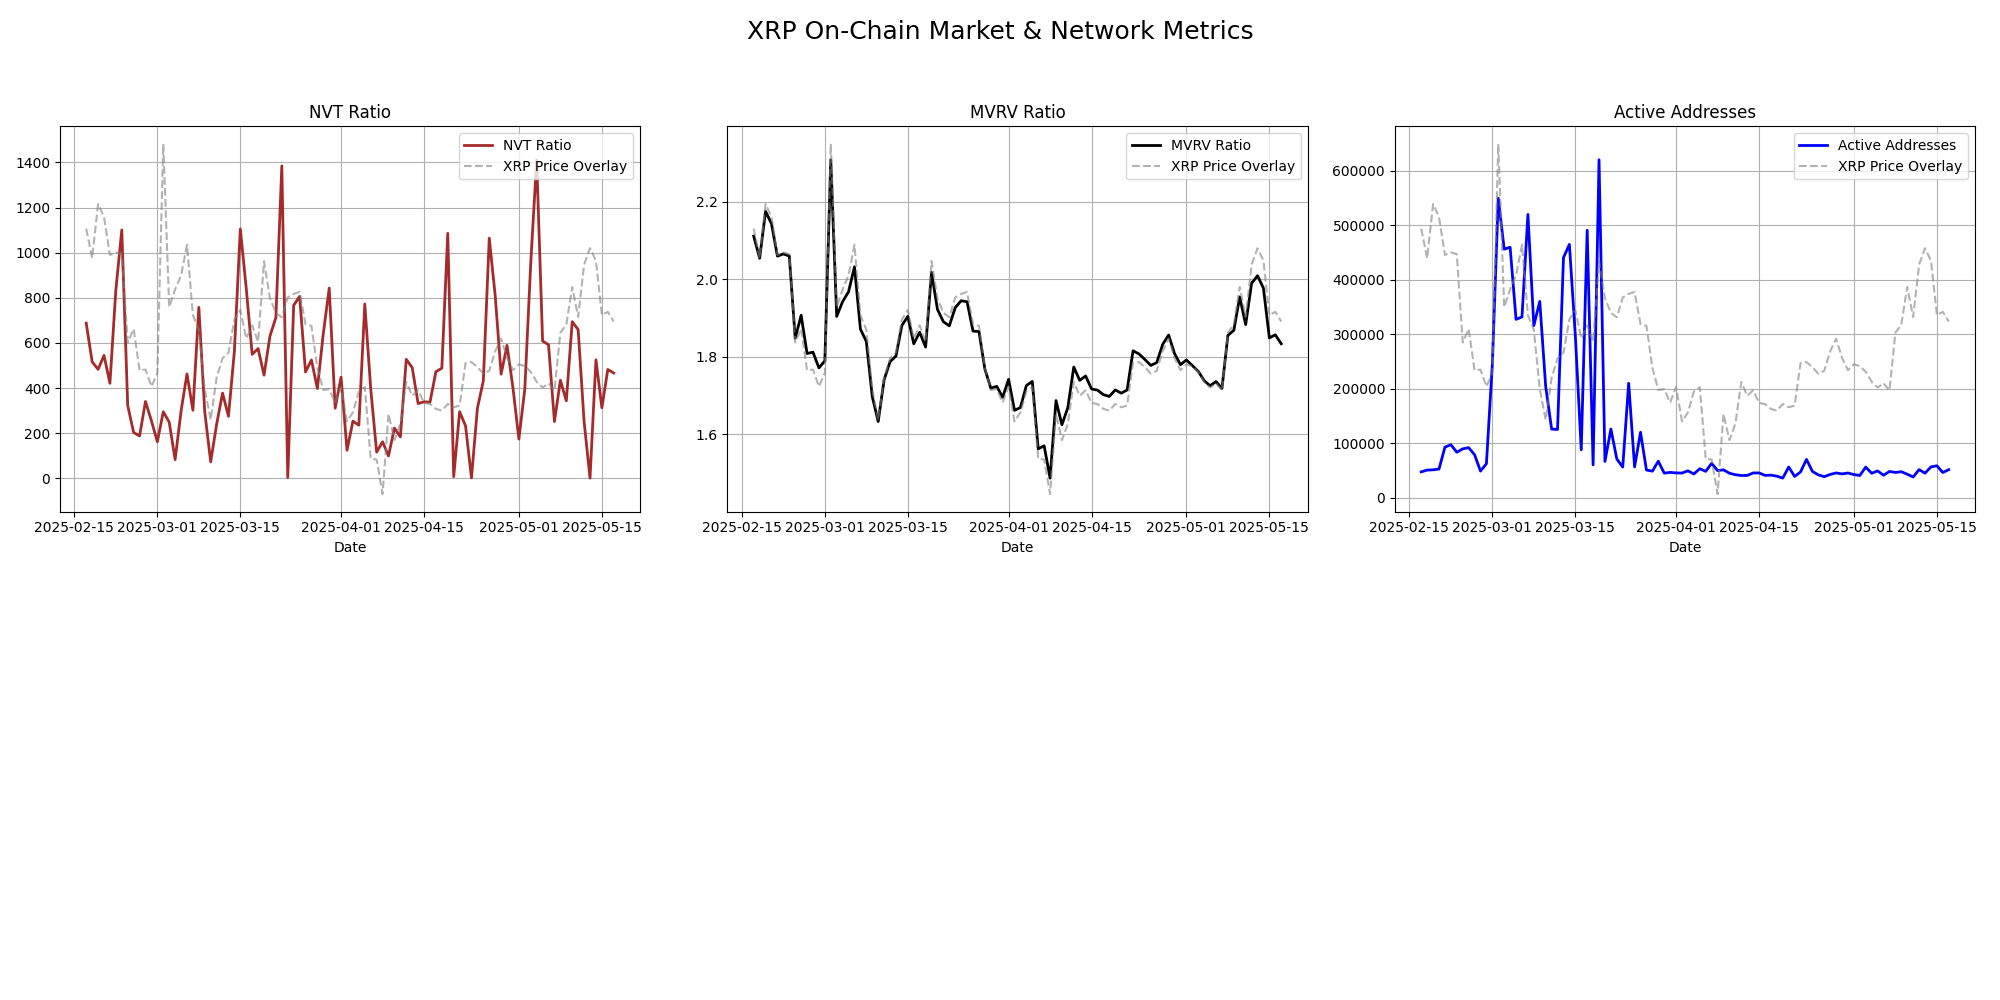 XRP On-Chain Market & Network Metrics
NVT Ratio
NVT Ratio
XRP Price Overlay
1400
1200
1000
800
600
400
200
0
2025-02-15 2025-03-01 2025-03-15 2025-04-01 2025-04-15 2025-05-01 2025-05-15
Date
MVRV Ratio
MVRV Ratio
XRP Price Overlay
2.2
2.0
1.8
1.6
2025-02-15 2025-03-01 2025-03-15 2025-04-01 2025-04-15 2025-05-01 2025-05-15
Date
Active Addresses
Active Addresses
XRP Price Overlay
600000
500000
400000
300000
200000
100000
0
2025-02-15 2025-03-01 2025-03-15 2025-04-01 2025-04-15 2025-05-01 2025-05-15
Date